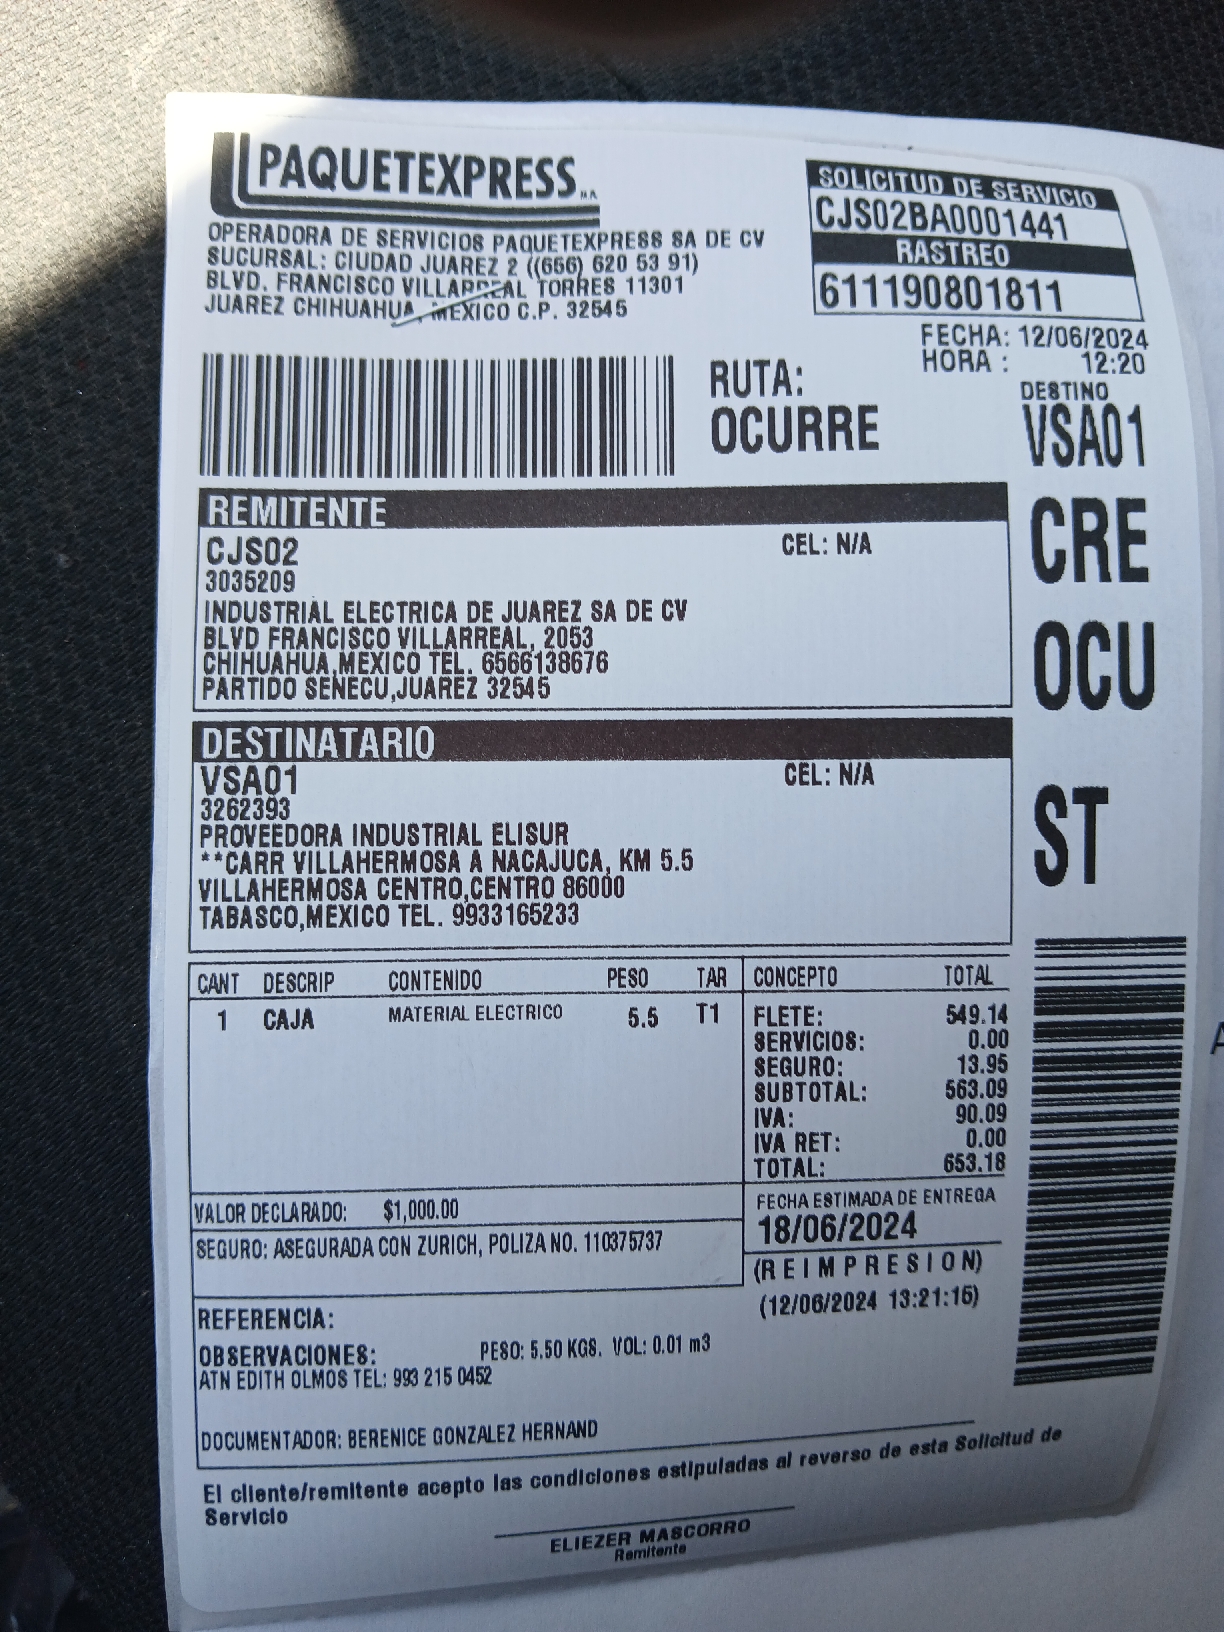 PAQUETEXPRESS
OPERADORA DE SERVICIOS PAQUETEXPRESS SA DE CV
SUCURSAL: CIUDAD JUAREZ 2 ((656) 620 53 91)
BLVD. FRANCISCO VILLARREAL TORRES 11301
JUAREZ CHIHUAHUA, MEXICO C.P. 32545
SOLICITUD DE SERVICIO
CJS02BA0001441
RASTREO
611190801811
FECHA: 12/06/2024
HORA : 12:20
RUTA:
OCURRE
DESTINO
VSA01
CRE
OCU
ST
REMITENTE
CJS02 CEL: N/A
3035209
INDUSTRIAL ELECTRICA DE JUAREZ SA DE CV
BLVD FRANCISCO VILLARREAL, 2053
CHIHUAHUA,MEXICO TEL. 6566138676
PARTIDO SENECU,JUAREZ 32545
DESTINATARIO
VSA01 CEL: N/A
3262393
PROVEEDORA INDUSTRIAL ELISUR
**CARR VILLAHERMOSA A NACAJUCA, KM 5.5
VILLAHERMOSA CENTRO,CENTRO 86000
TABASCO,MEXICO TEL. 9933165233
CANT DESCRIP CONTENIDO PESO TAR
1 CAJA MATERIAL ELECTRICO 5.5 T1
CONCEPTO TOTAL
FLETE: 549.14
SERVICIOS: 0.00
SEGURO: 13.95
SUBTOTAL: 563.09
IVA: 90.09
IVA RET: 0.00
TOTAL: 653.18
VALOR DECLARADO: $1,000.00
SEGURO: ASEGURADA CON ZURICH, POLIZA NO. 110375737
FECHA ESTIMADA DE ENTREGA
18/06/2024
(REIMPRESION)
(12/06/2024 13:21:15)
REFERENCIA:
OBSERVACIONES: PESO: 5.50 KGS. VOL: 0.01 m3
ATN EDITH OLMOS TEL: 993 215 0452
DOCUMENTADOR: BERENICE GONZALEZ HERNAND
El cliente/remitente acepto las condiciones estipuladas al reverso de esta Solicitud de
Servicio
ELIEZER MASCORRO
Remitente